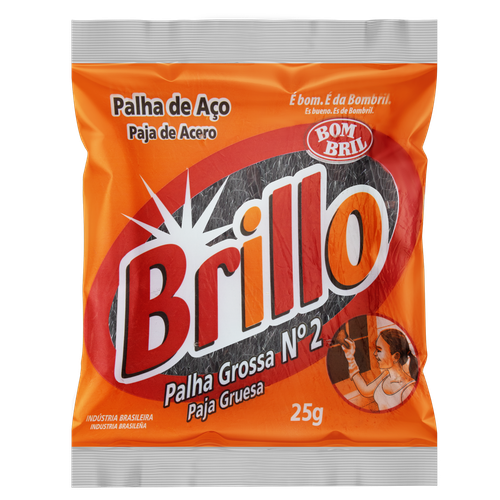 Palha de Aço
Paja de Acero
É bom. É da Bombril.
Es bueno. Es de Bombril.
BOM
BRIL
Brillo
Palha Grossa Nº 2
Paja Gruesa
INDÚSTRIA BRASILEIRA
INDUSTRIA BRASILEÑA
25g